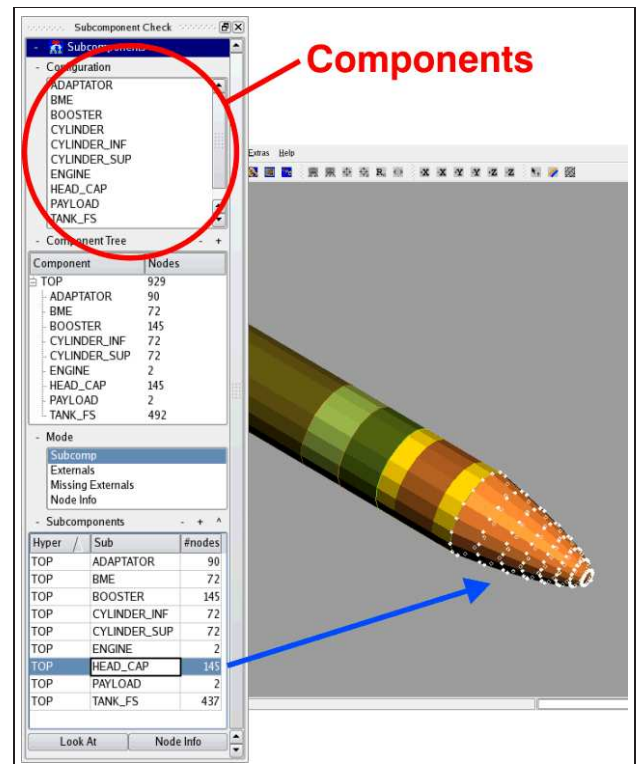 Subcomponent Check
- Subcomponents
Components
- Configuration
ADAPTATOR
BME
BOOSTER
CYLINDER
CYLINDER_INF
CYLINDER_SUP
ENGINE
HEAD_CAP
PAYLOAD
TANK_FS
Extras Help
- Component Tree - +
Component Nodes
TOP 929
ADAPTATOR 90
BME 72
BOOSTER 145
CYLINDER_INF 72
CYLINDER_SUP 72
ENGINE 2
HEAD_CAP 145
PAYLOAD 2
TANK_FS 492
- Mode
Subcomp
Externals
Missing Externals
Node Info
- Subcomponents - + ^
Hyper / Sub #nodes
TOP ADAPTATOR 90
TOP BME 72
TOP BOOSTER 145
TOP CYLINDER_INF 72
TOP CYLINDER_SUP 72
TOP ENGINE 2
TOP HEAD_CAP 145
TOP PAYLOAD 2
TOP TANK_FS 437
Look At Node Info